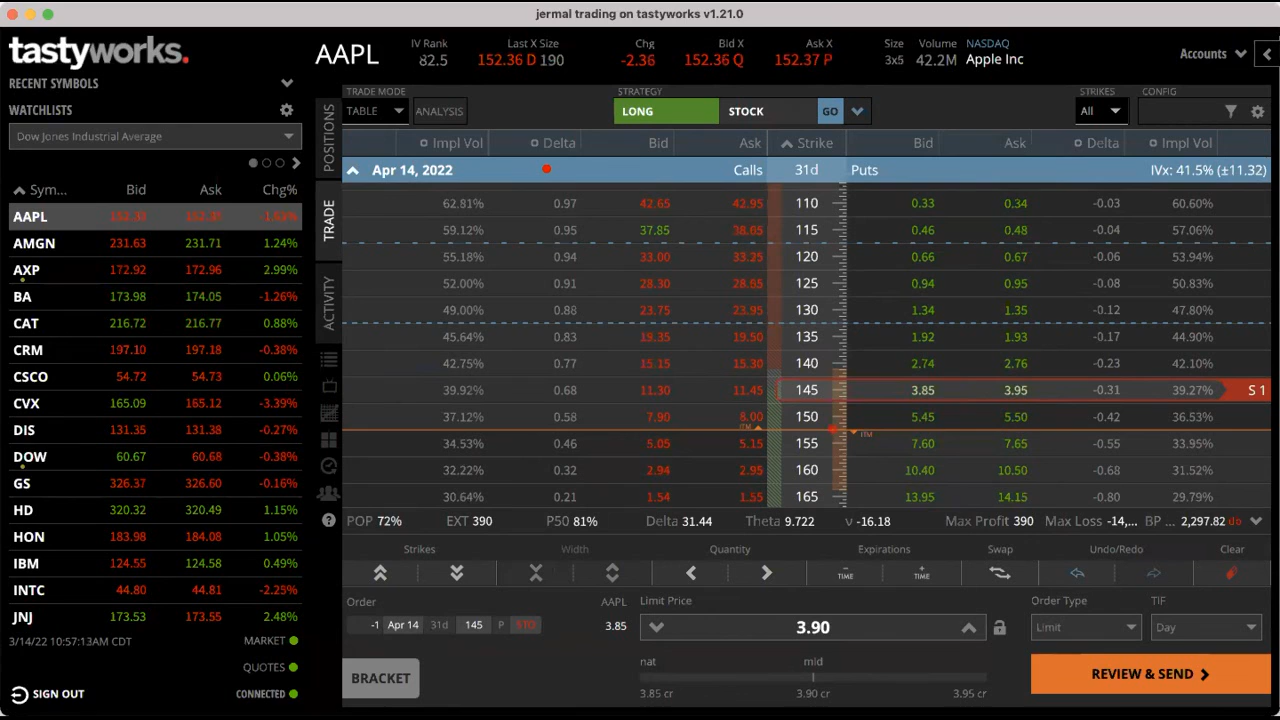 jermal trading on tastyworks v1.21.0
tastyworks.
RECENT SYMBOLS
WATCHLISTS
Dow Jones Industrial Average
Sym... Bid Ask Chg%
AAPL
AMGN 231.63 231.71 1.24%
AXP 172.92 172.96 2.99%
BA 173.98 174.05 -1.26%
CAT 216.72 216.77 0.88%
CRM 197.10 197.18 -0.38%
CSCO 54.72 54.73 0.06%
CVX 165.09 165.12 -3.39%
DIS 131.35 131.38 -0.27%
DOW 60.67 60.68 -0.38%
GS 326.37 326.60 -0.16%
HD 320.32 320.49 1.15%
HON 183.98 184.08 1.05%
IBM 124.55 124.58 0.49%
INTC 44.80 44.81 -2.25%
JNJ 173.53 173.55 2.48%
3/14/22 10:57:13AM CDT MARKET
QUOTES
SIGN OUT CONNECTED
POSITIONS
TRADE
ACTIVITY
AAPL
IV Rank Last X Size Chg Bid X Ask X Size Volume NASDAQ
82.5 152.36 D 190 -2.36 152.36 Q 152.37 P 3x5 42.2M Apple Inc
Accounts
TRADE MODE STRATEGY STRIKES CONFIG
TABLE ANALYSIS LONG STOCK GO All
Impl Vol Delta Bid Ask Strike Bid Ask Delta Impl Vol
Apr 14, 2022 Calls 31d Puts IVx: 41.5% (±11.32)
62.81% 0.97 42.65 42.95 110 0.33 0.34 -0.03 60.60%
59.12% 0.95 37.85 38.65 115 0.46 0.48 -0.04 57.06%
55.18% 0.94 33.00 33.25 120 0.66 0.67 -0.06 53.94%
52.00% 0.91 28.30 28.65 125 0.94 0.95 -0.08 50.83%
49.00% 0.88 23.75 23.95 130 1.34 1.35 -0.12 47.80%
45.64% 0.83 19.35 19.50 135 1.92 1.93 -0.17 44.88%
42.75% 0.77 15.15 15.30 140 2.74 2.76 -0.23 42.10%
39.92% 0.68 11.30 11.45 145 3.85 3.95 -0.31 39.27% S 1
37.12% 0.58 7.90 8.00 150 5.45 5.50 -0.42 36.53%
ITM ITM
34.53% 0.46 5.05 5.15 155 7.60 7.65 -0.55 33.95%
32.22% 0.32 2.94 2.95 160 10.40 10.50 -0.68 31.52%
30.64% 0.21 1.54 1.55 165 13.95 14.15 -0.80 29.79%
POP 72% EXT 390 P50 81% Delta 31.44 Theta 9.722 ν -16.18 Max Profit 390 Max Loss -14,... BP ... 2,297.82 db
Strikes Width Quantity Expirations Swap Undo/Redo Clear
TIME TIME
Order AAPL Limit Price Order Type TIF
-1 Apr 14 31d 145 P STO 3.85 3.90 Limit Day
BRACKET nat mid REVIEW & SEND
3.85 cr 3.90 cr 3.95 cr